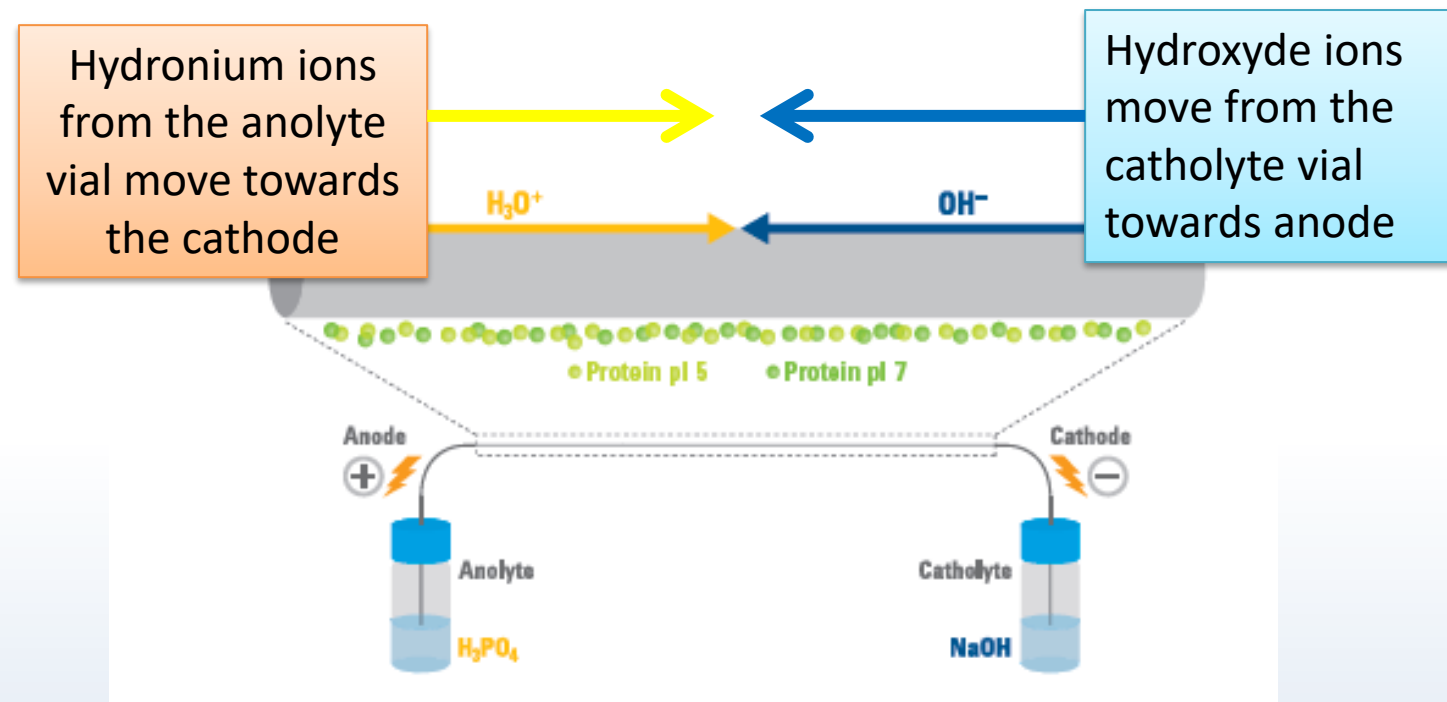 Hydronium ions
from the anolyte
vial move towards
the cathode
Hydroxyde ions
move from the
catholyte vial
towards anode
H₃O⁺
OH⁻
Protein pI 5
Protein pI 7
Anode
Cathode
+
−
Anolyte
Catholyte
H₃PO₄
NaOH